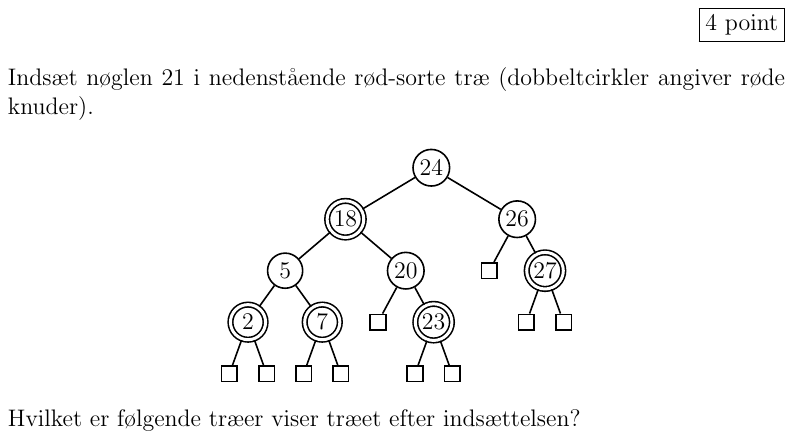 4 point
Indsæt nøglen 21 i nedenstående rød-sorte træ (dobbeltcirkler angiver røde
knuder).
24
18 26
5 20 27
2 7 23
Hvilket er følgende træer viser træet efter indsættelsen?